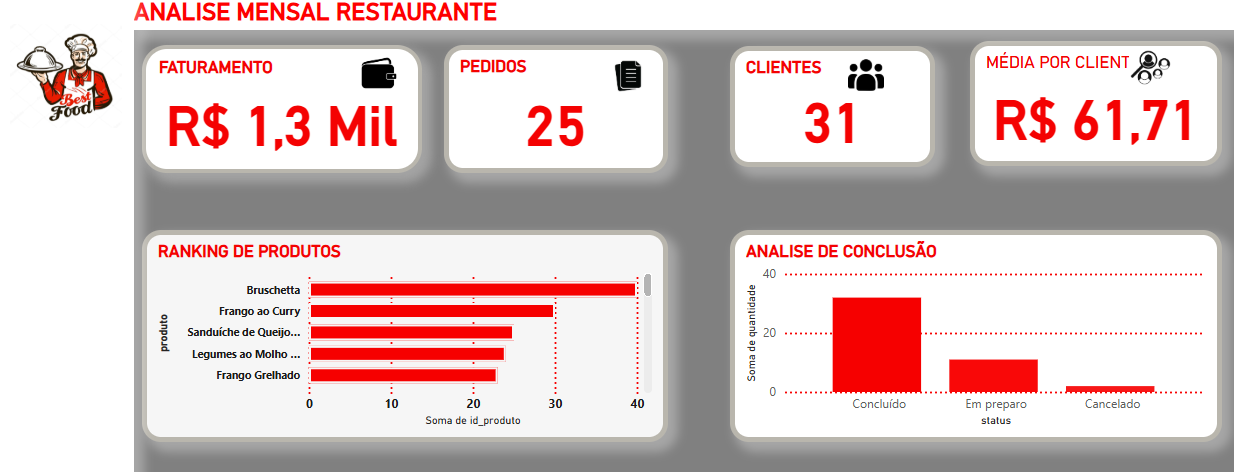 ANALISE MENSAL RESTAURANTE
Best
Food
FATURAMENTO
R$ 1,3 Mil
PEDIDOS
25
CLIENTES
31
MÉDIA POR CLIENT
R$ 61,71
RANKING DE PRODUTOS
produto
Bruschetta
Frango ao Curry
Sanduíche de Queijo...
Legumes ao Molho ...
Frango Grelhado
0 10 20 30 40
Soma de id_produto
ANALISE DE CONCLUSÃO
Soma de quantidade
40
20
0
Concluído Em preparo Cancelado
status